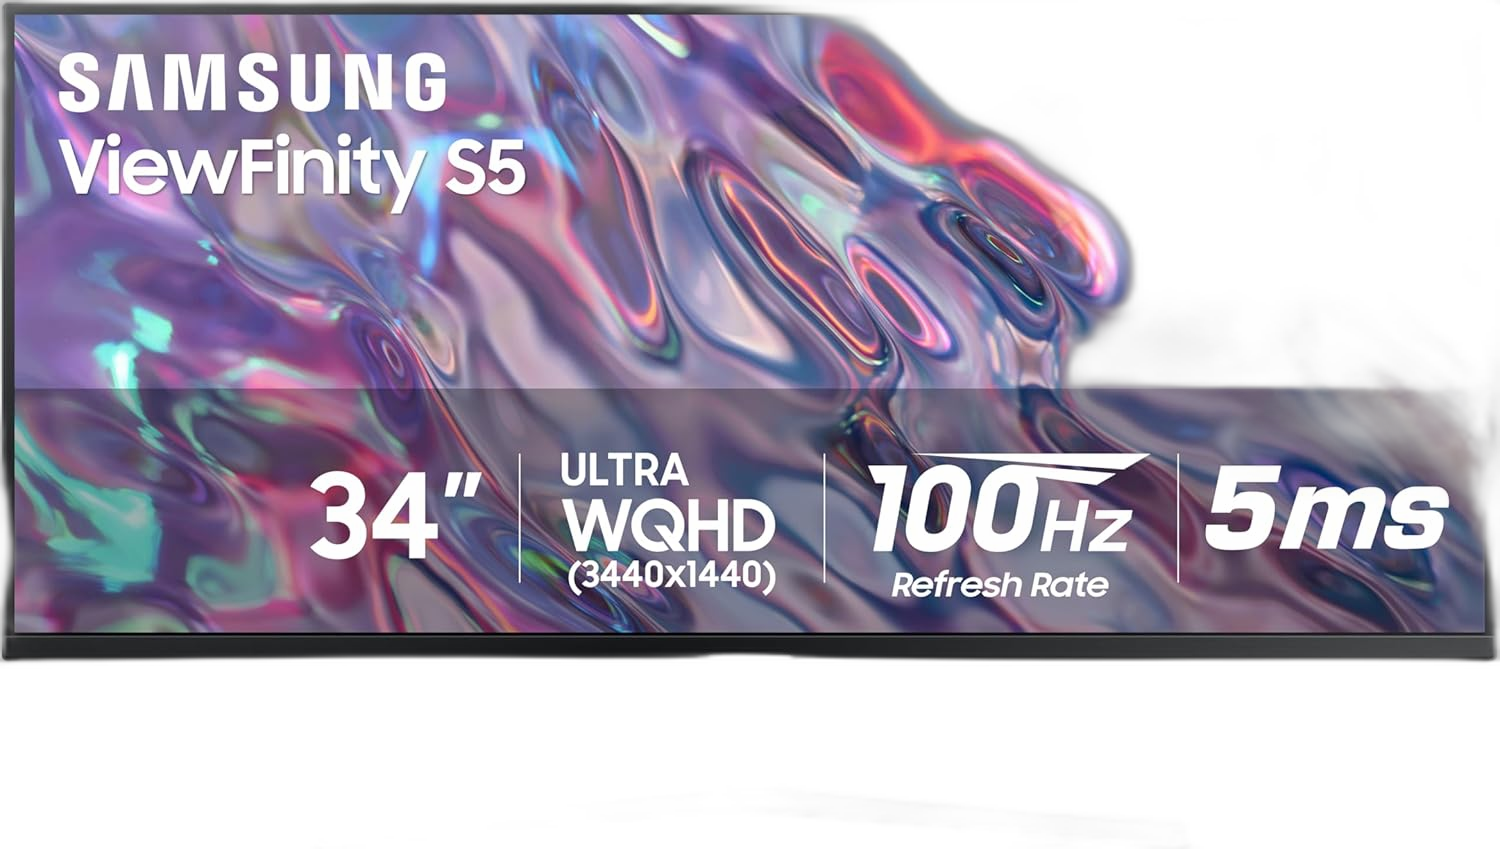 SAMSUNG
ViewFinity S5
34”
ULTRA
WQHD
(3440x1440)
100Hz
Refresh Rate
5ms